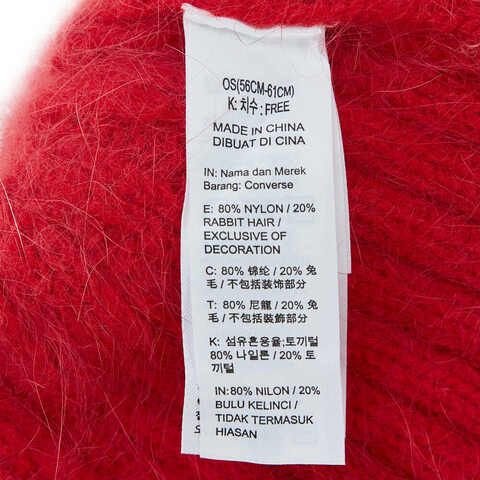 OS(56CM-61CM)
K: 치수 : FREE
MADE IN CHINA
DIBUAT DI CINA
IN: Nama dan Merek
Barang: Converse
E: 80% NYLON / 20%
RABBIT HAIR /
EXCLUSIVE OF
DECORATION
C: 80% 锦纶 / 20% 兔
毛 / 不包括装饰部分
T: 80% 尼龍 / 20% 兔
毛 / 不包括裝飾部分
K: 섬유혼용율;토끼털
80% 나일론 / 20% 토
끼털
IN: 80% NILON / 20%
BULU KELINCI /
TIDAK TERMASUK
HIASAN